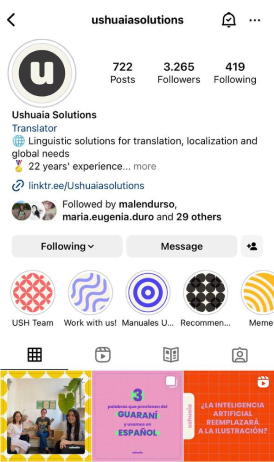 ushuaiasolutions
u
722 3.265 419
Posts Followers Following
Ushuaia Solutions
Translator
🌐 Linguistic solutions for translation, localization and
global needs
🏅 22 years' experience... more
linktr.ee/Ushuaiasolutions
Followed by malendurso,
maria.eugenia.duro and 29 others
Following Message
USH Team Work with us! Manuales U... Recommen... Meme
3
palabras que provienen del
GUARANÍ
y usamos en
ESPAÑOL
ushuaia
¿LA INTELIGENCIA
ARTIFICIAL
REEMPLAZARÁ
A LA ILUSTRACIÓN?